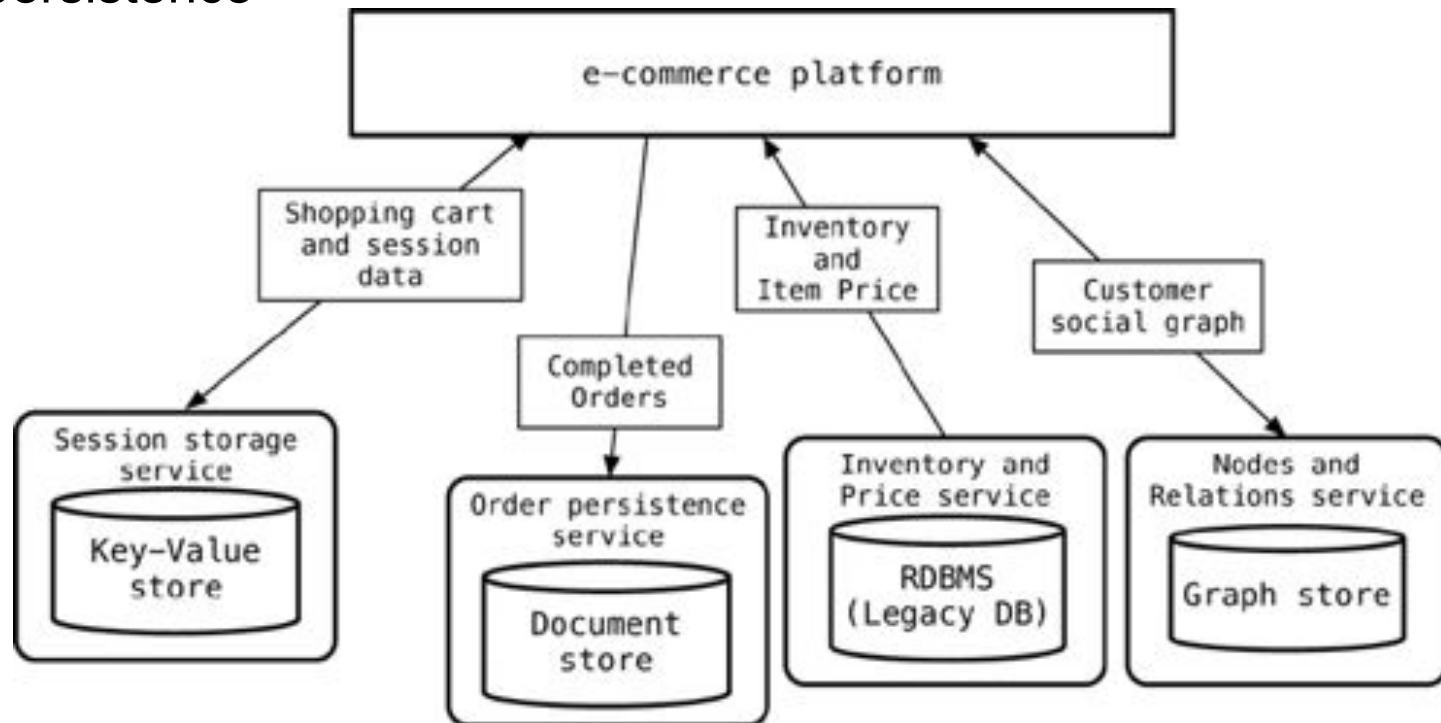 persistence
e-commerce platform
Shopping cart
and session
data
Inventory
and
Item Price
Customer
social graph
Completed
Orders
Session storage
service
Key-Value
store
Order persistence
service
Document
store
Inventory and
Price service
RDBMS
(Legacy DB)
Nodes and
Relations service
Graph store